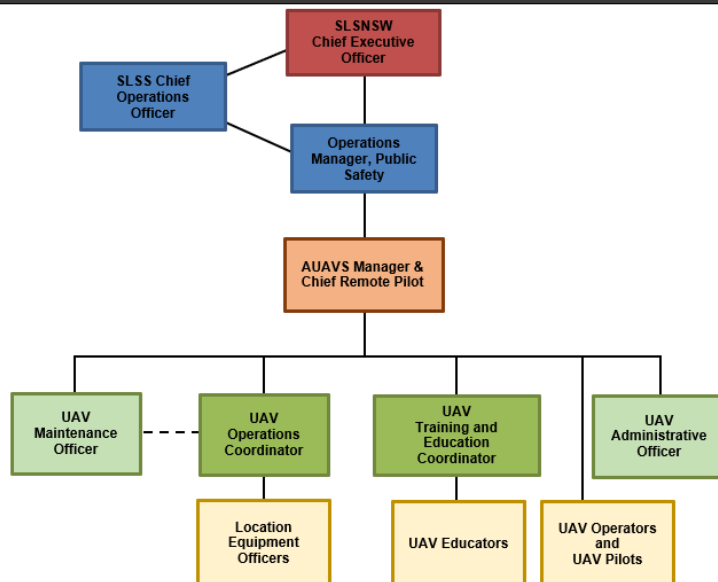 SLSNSW
Chief Executive
Officer
SLSS Chief
Operations
Officer
Operations
Manager, Public
Safety
AUAVS Manager &
Chief Remote Pilot
UAV
Maintenance
Officer
UAV
Operations
Coordinator
UAV
Training and
Education
Coordinator
UAV
Administrative
Officer
Location
Equipment
Officers
UAV Educators
UAV Operators
and
UAV Pilots